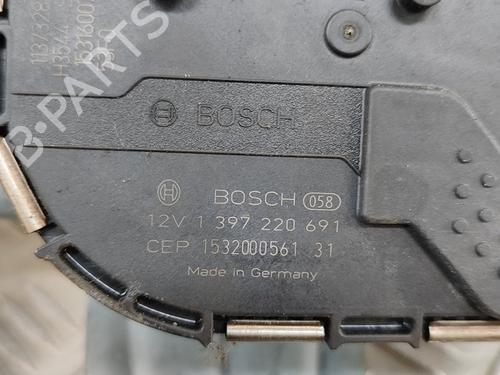 BOSCH
BOSCH 058
12V 1 397 220 691
CEP 1532000561 31
Made in Germany
B-PARTS